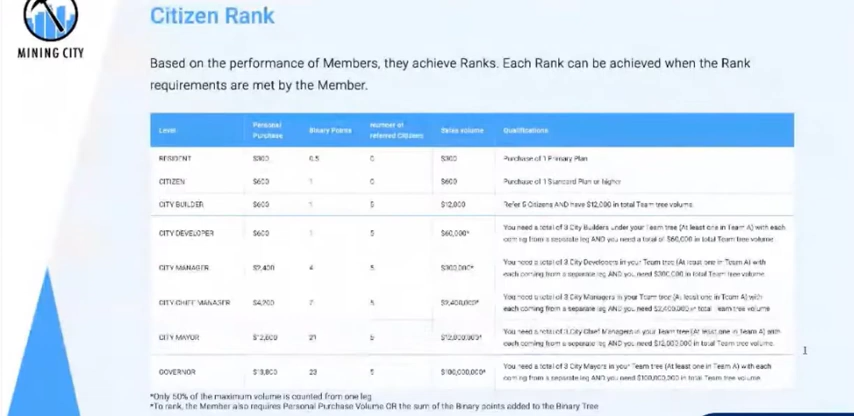 MINING CITY
Citizen Rank
Based on the performance of Members, they achieve Ranks. Each Rank can be achieved when the Rank
requirements are met by the Member.
Level Personal Purchase Binary Points Number of referred Citizens Sales volume Qualifications
RESIDENT $300 0.5 0 $300 Purchase of 1 Primary Plan
CITIZEN $600 1 0 $600 Purchase of 1 Standard Plan or higher
CITY BUILDER $600 1 5 $12,000 Refer 5 Citizens AND have $12,000 in total Team tree volume
CITY DEVELOPER $600 1 5 $60,000* You need a total of 3 City Builders under your Team tree (At least one in Team A) with each
coming from a separate leg AND you need a total of $60,000 in total Team tree volume
CITY MANAGER $2,400 4 5 $300,000* You need a total of 3 City Developers in your Team tree (At least one in Team A) with
each coming from a separate leg AND you need $300,000 in total Team tree volume
CITY CHIEF MANAGER 5 $2,400,000* You need a total of 3 City Managers in your Team tree (At least one in Team A) with
each coming from a separate leg AND you need $2,400,000 total Team tree volume
CITY MAYOR 21 5 $12,000,000* You need a total of 3 City Chief Managers in your Team tree (At least one in Team A) with
each coming from a separate leg AND you need $12,000,000 in total Team tree volume
GOVERNOR 23 5 $100,000,000* You need a total of 3 City Mayors in your Team tree (At least one in Team A) with each
coming from a separate leg AND you need $100,000,000 in total Team tree volume
*Only 50% of the maximum volume is counted from one leg
*To rank, the Member also requires Personal Purchase Volume OR the sum of the Binary points added to the Binary Tree